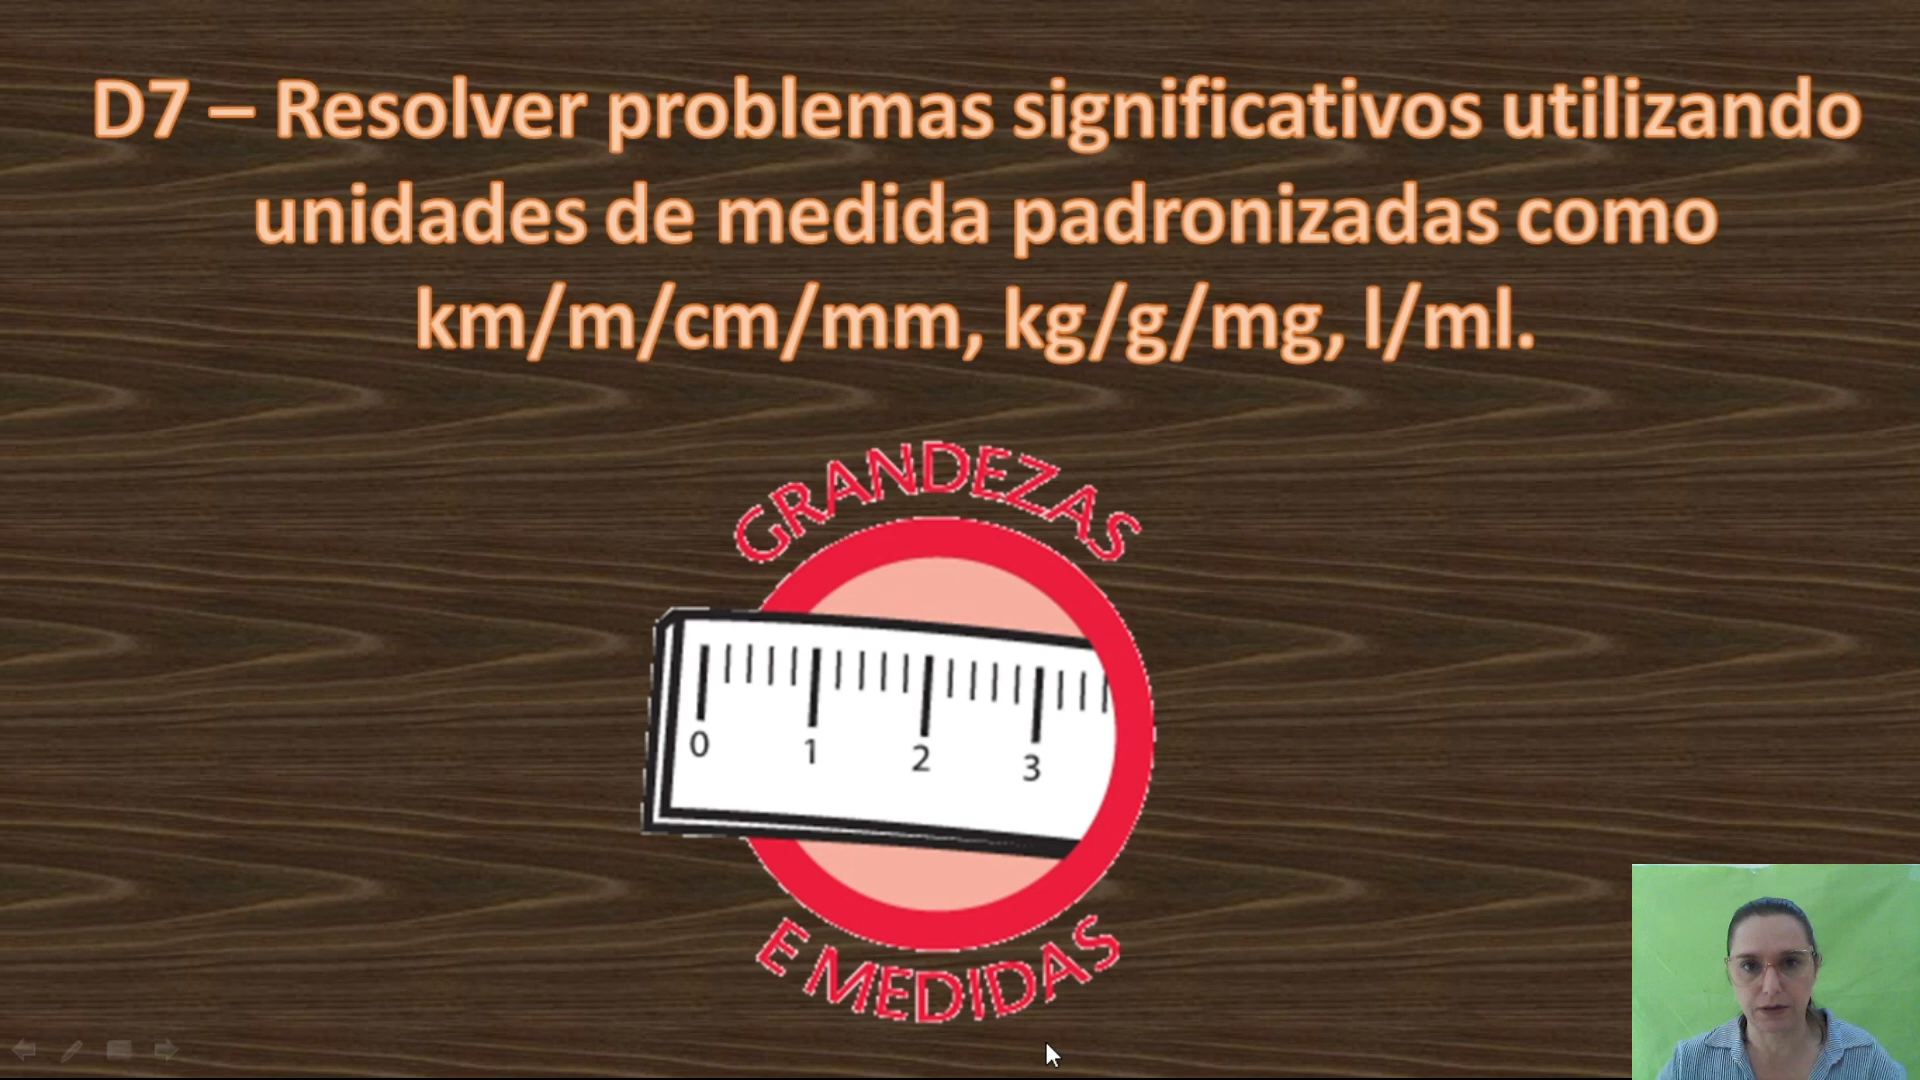 D7 – Resolver problemas significativos utilizando
unidades de medida padronizadas como
km/m/cm/mm, kg/g/mg, l/ml.
GRANDEZAS
0 1 2 3
E MEDIDAS